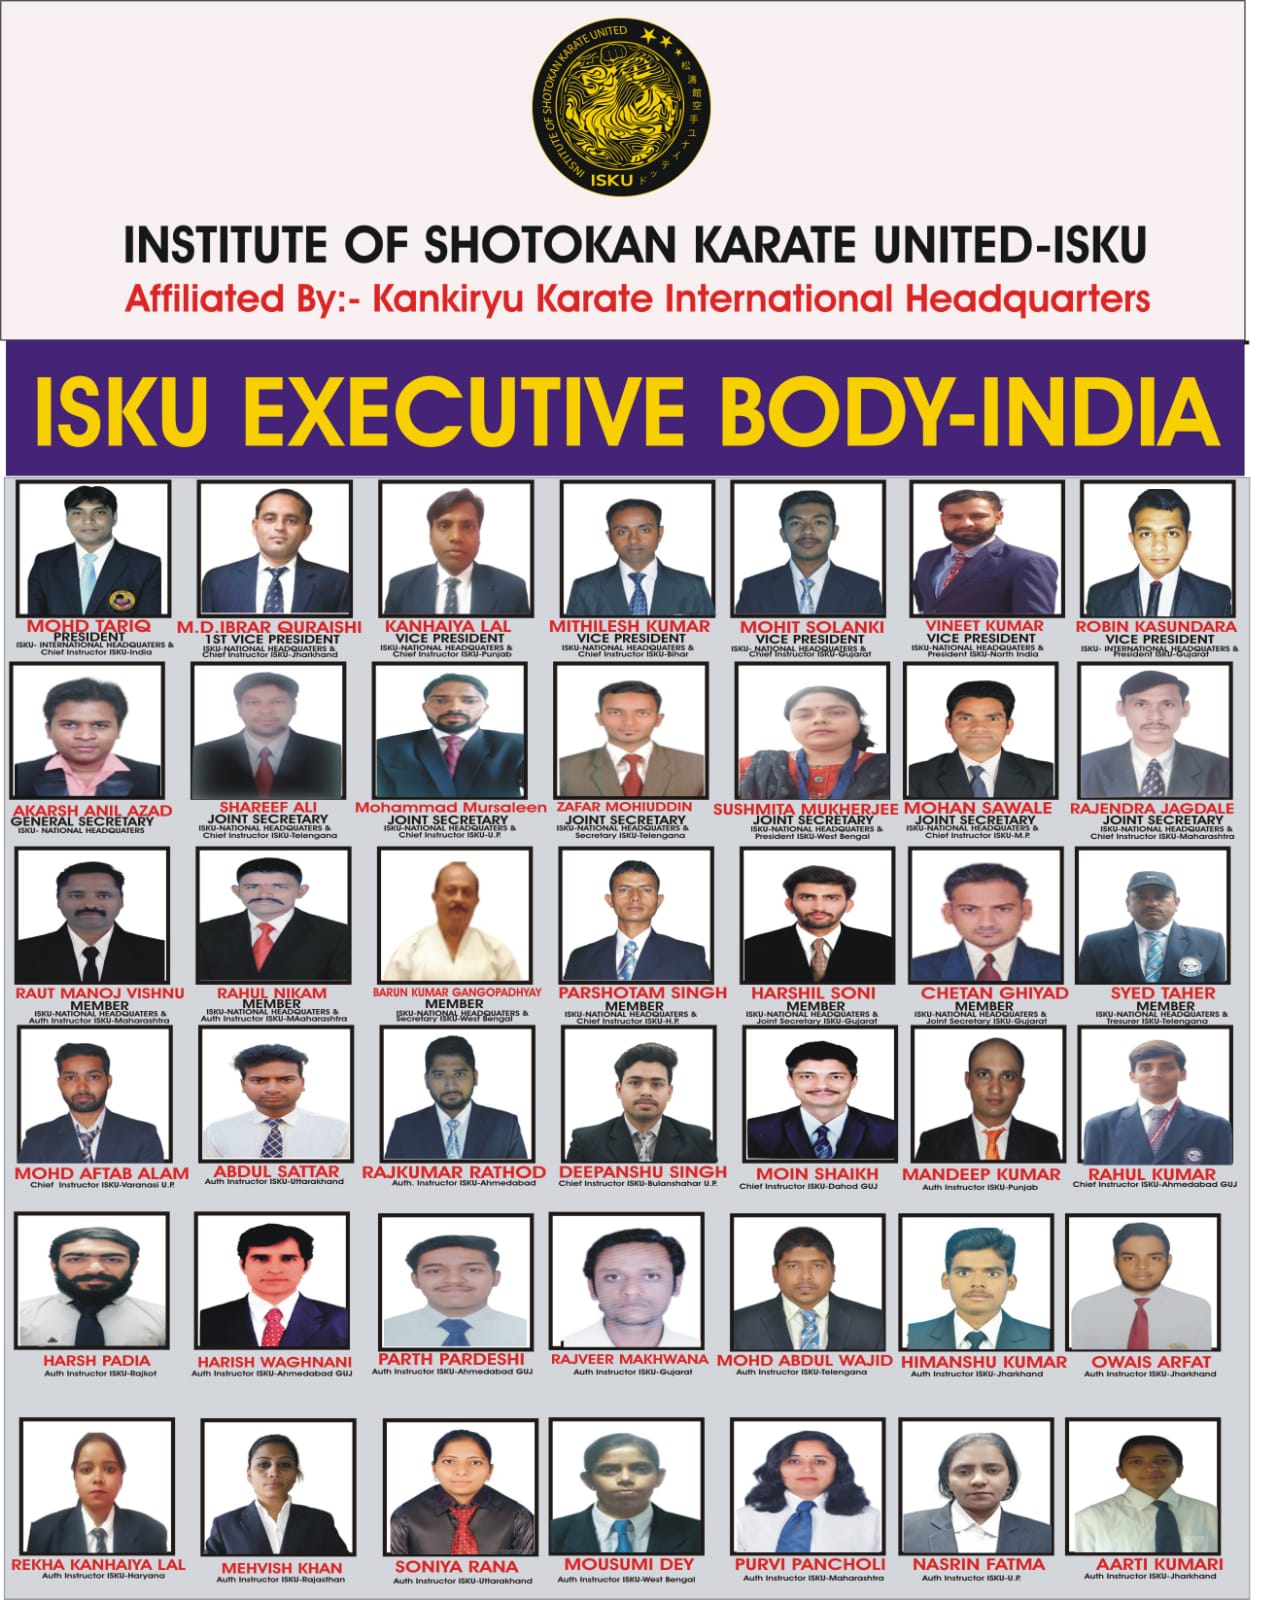 INSTITUTE OF SHOTOKAN KARATE UNITED
松濤館空手ユナイテッド
ISKU
INSTITUTE OF SHOTOKAN KARATE UNITED-ISKU
Affiliated By:- Kankiryu Karate International Headquarters
ISKU EXECUTIVE BODY-INDIA
MOHD TARIQ
PRESIDENT
ISKU- INTERNATIONAL HEADQUATERS &
Chief Instructor ISKU-India
M.D.IBRAR QURAISHI
1ST VICE PRESIDENT
ISKU-NATIONAL HEADQUATERS &
Chief Instructor ISKU-Jharkhand
KANHAIYA LAL
VICE PRESIDENT
ISKU-NATIONAL HEADQUATERS &
Chief Instructor ISKU-Punjab
MITHILESH KUMAR
VICE PRESIDENT
ISKU-NATIONAL HEADQUATERS &
Chief Instructor ISKU-Bihar
MOHIT SOLANKI
VICE PRESIDENT
ISKU- NATIONAL HEADQUATERS &
Chief Instructor ISKU-Gujarat
VINEET KUMAR
VICE PRESIDENT
ISKU-NATIONAL HEADQUATERS &
President ISKU-North India
ROBIN KASUNDARA
VICE PRESIDENT
ISKU- INTERNATIONAL HEADQUATERS &
President ISKU-Gujarat
AKARSH ANIL AZAD
GENERAL SECRETARY
ISKU- NATIONAL HEADQUATERS
SHAREEF ALI
JOINT SECRETARY
ISKU-NATIONAL HEADQUATERS &
Chief Instructor ISKU-Telengana
Mohammad Mursaleen
JOINT SECRETARY
ISKU-NATIONAL HEADQUATERS &
Chief Instructor ISKU-U.P.
ZAFAR MOHIUDDIN
JOINT SECRETARY
ISKU-NATIONAL HEADQUATERS &
Secretary ISKU-Telengana
SUSHMITA MUKHERJEE
JOINT SECRETARY
ISKU-NATIONAL HEADQUATERS &
President ISKU-West Bengal
MOHAN SAWALE
JOINT SECRETARY
ISKU-NATIONAL HEADQUATERS &
Chief Instructor ISKU-M.P.
RAJENDRA JAGDALE
JOINT SECRETARY
ISKU-NATIONAL HEADQUATERS &
Chief Instructor ISKU-Maharashtra
RAUT MANOJ VISHNU
MEMBER
ISKU-NATIONAL HEADQUATERS &
Auth Instructor ISKU-Maharashtra
RAHUL NIKAM
MEMBER
ISKU-NATIONAL HEADQUATERS &
Auth Instructor ISKU-MAaharashtra
BARUN KUMAR GANGOPADHYAY
MEMBER
ISKU-NATIONAL HEADQUATERS &
Secretary ISKU-West Bengal
PARSHOTAM SINGH
MEMBER
ISKU-NATIONAL HEADQUATERS &
Chief Instructor ISKU-H.P.
HARSHIL SONI
MEMBER
ISKU-NATIONAL HEADQUATERS &
Joint Secretary ISKU-Gujarat
CHETAN GHIYAD
MEMBER
ISKU-NATIONAL HEADQUATERS &
Joint Secretary ISKU-Gujarat
SYED TAHER
MEMBER
ISKU-NATIONAL HEADQUATERS &
Tresurer ISKU-Telengana
MOHD AFTAB ALAM
Chief Instructor ISKU-Varanasi U.P.
ABDUL SATTAR
Auth Instructor ISKU-Uttarakhand
RAJKUMAR RATHOD
Auth. Instructor ISKU-Ahmedabad
DEEPANSHU SINGH
Chief Instructor ISKU-Bulanshahar U.P.
MOIN SHAIKH
Chief Instructor ISKU-Dahod GUJ
MANDEEP KUMAR
Auth Instructor ISKU-Punjab
RAHUL KUMAR
Chief Instructor ISKU-Ahmedabad GUJ
HARSH PADIA
Auth Instructor ISKU-Rajkot
HARISH WAGHNANI
Auth Instructor ISKU-Ahmedabad GUJ
PARTH PARDESHI
Auth Instructor ISKU-Ahmedabad GUJ
RAJVEER MAKHWANA
Auth Instructor ISKU-Gujarat
MOHD ABDUL WAJID
Auth Instructor ISKU-Telengana
HIMANSHU KUMAR
Auth Instructor ISKU-Jharkhand
OWAIS ARFAT
Auth Instructor ISKU-Jharkhand
REKHA KANHAIYA LAL
Auth Instructor ISKU-Haryana
MEHVISH KHAN
Auth Instructor ISKU-Rajasthan
SONIYA RANA
Auth Instructor ISKU-Uttarakhand
MOUSUMI DEY
Auth Instructor ISKU-West Bengal
PURVI PANCHOLI
Auth Instructor ISKU-Maharashtra
NASRIN FATMA
Auth Instructor ISKU-U.P.
AARTI KUMARI
Auth Instructor ISKU-Jharkhand